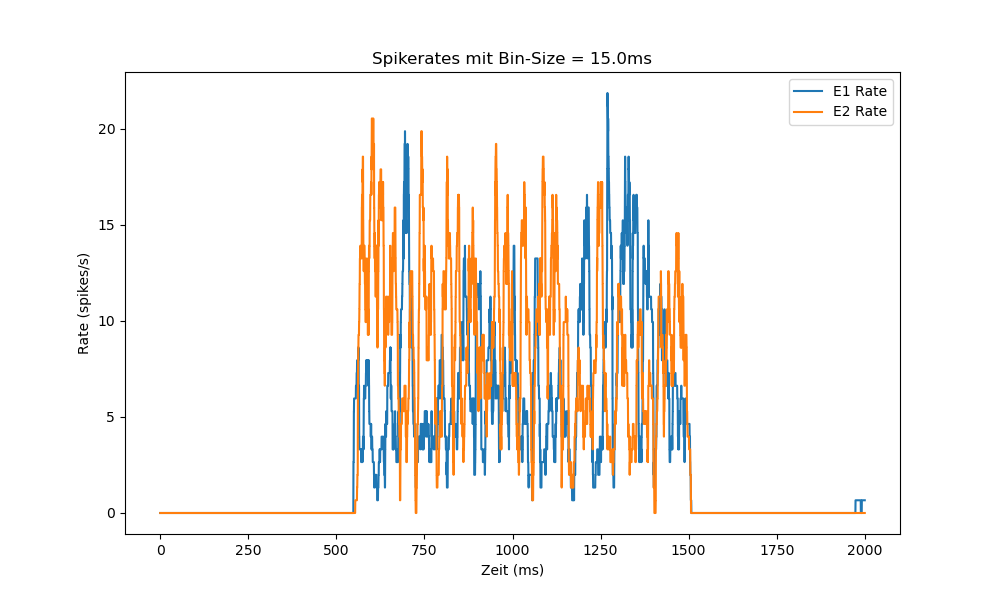 Spikerates mit Bin-Size = 15.0ms
E1 Rate
E2 Rate
Rate (spikes/s)
20
15
10
5
0
0 250 500 750 1000 1250 1500 1750 2000
Zeit (ms)